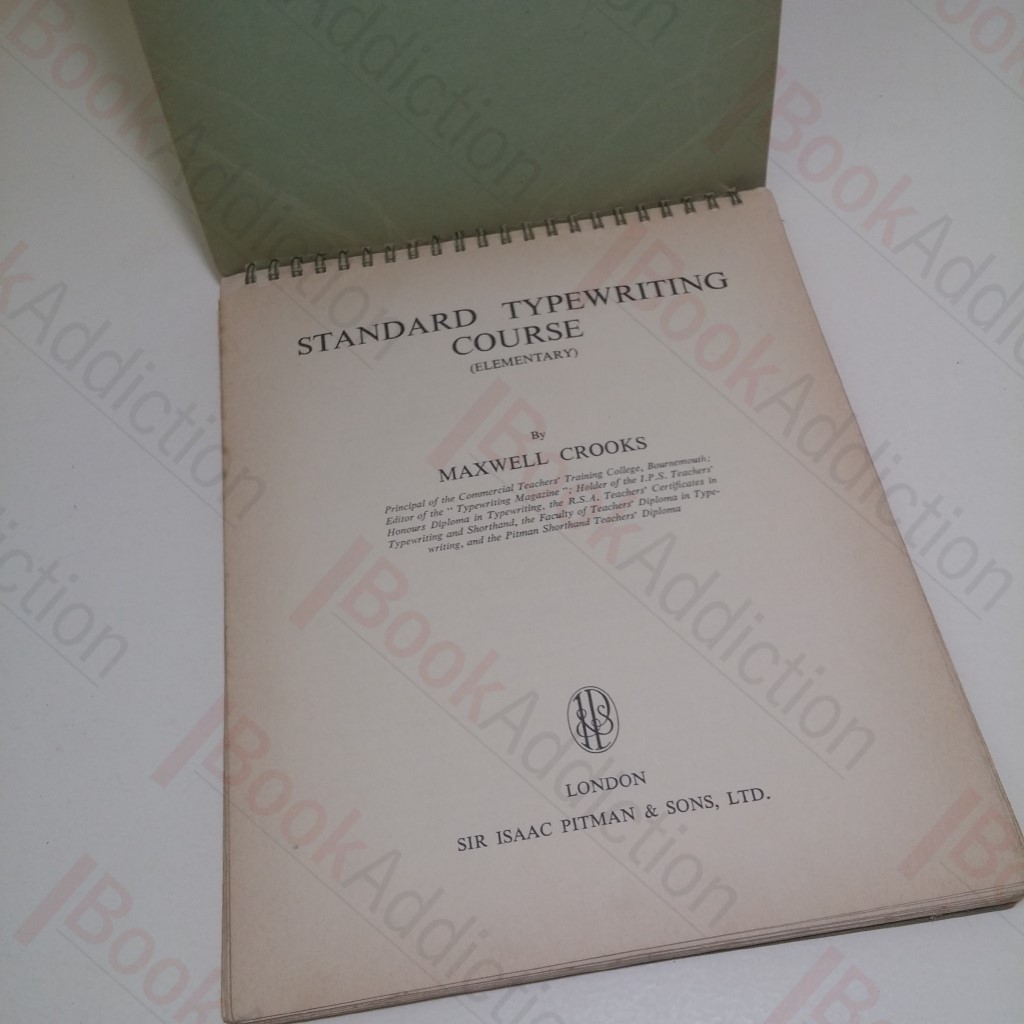 STANDARD TYPEWRITING
COURSE
(ELEMENTARY)
By
MAXWELL CROOKS
Principal of the Commercial Teachers' Training College, Bournemouth;
Editor of the "Typewriting Magazine"; Holder of the I.P.S. Teachers'
Honours Diploma in Typewriting, the R.S.A. Teachers' Certificates in
Typewriting and Shorthand, the Faculty of Teachers' Diploma in Type-
writing, and the Pitman Shorthand Teachers' Diploma
LONDON
SIR ISAAC PITMAN & SONS, LTD.
BookAddiction